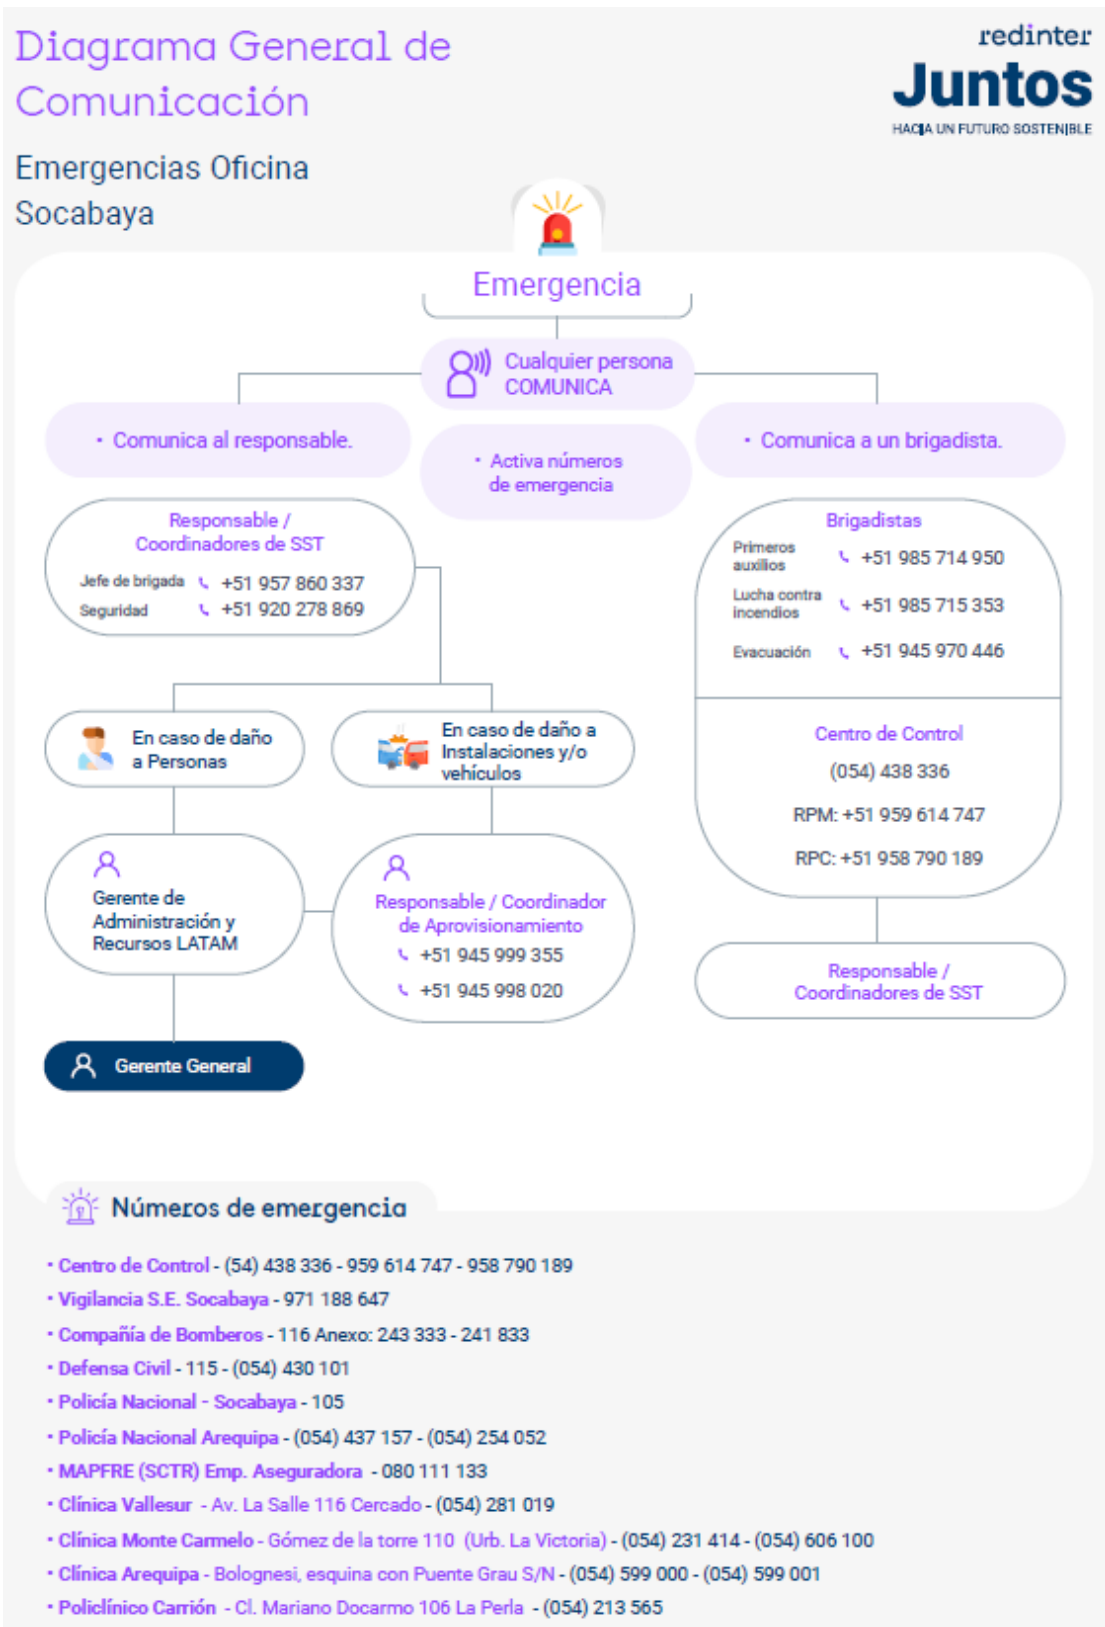 Diagrama General de
Comunicación
redinter
Juntos
HACIA UN FUTURO SOSTENIBLE
Emergencias Oficina
Socabaya
Emergencia
Cualquier persona
COMUNICA
• Comunica al responsable.
• Activa números
de emergencia
• Comunica a un brigadista.
Responsable /
Coordinadores de SST
Jefe de brigada +51 957 860 337
Seguridad +51 920 278 869
Brigadistas
Primeros
auxilios +51 985 714 950
Lucha contra
incendios +51 985 715 353
Evacuación +51 945 970 446
En caso de daño
a Personas
En caso de daño a
Instalaciones y/o
vehículos
Centro de Control
(054) 438 336
RPM: +51 959 614 747
RPC: +51 958 790 189
Gerente de
Administración y
Recursos LATAM
Responsable / Coordinador
de Aprovisionamiento
+51 945 999 355
+51 945 998 020
Responsable /
Coordinadores de SST
Gerente General
Números de emergencia
• Centro de Control - (54) 438 336 - 959 614 747 - 958 790 189
• Vigilancia S.E. Socabaya - 971 188 647
• Compañía de Bomberos - 116 Anexo: 243 333 - 241 833
• Defensa Civil - 115 - (054) 430 101
• Policía Nacional - Socabaya - 105
• Policía Nacional Arequipa - (054) 437 157 - (054) 254 052
• MAPFRE (SCTR) Emp. Aseguradora - 080 111 133
• Clínica Vallesur - Av. La Salle 116 Cercado - (054) 281 019
• Clínica Monte Carmelo - Gómez de la torre 110 (Urb. La Victoria) - (054) 231 414 - (054) 606 100
• Clínica Arequipa - Bolognesi, esquina con Puente Grau S/N - (054) 599 000 - (054) 599 001
• Policlínico Carrión - Cl. Mariano Docarmo 106 La Perla - (054) 213 565